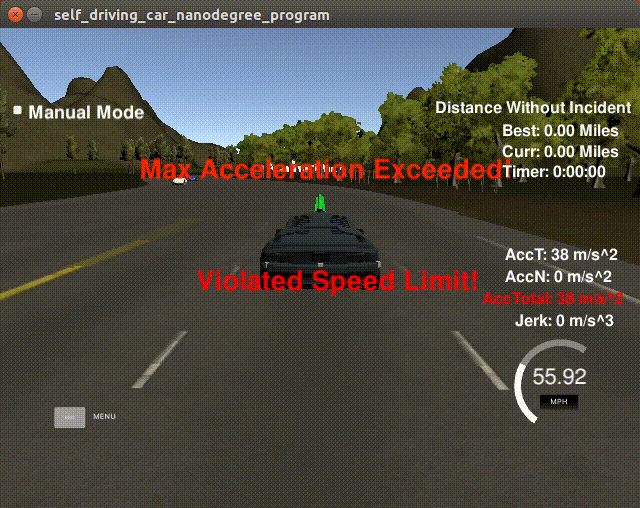 self_driving_car_nanodegree_program
Manual Mode
Distance Without Incident
Best: 0.00 Miles
Curr: 0.00 Miles
Timer: 0:00:00
Max Acceleration Exceeded!
Violated Speed Limit!
AccT: 38 m/s^2
AccN: 0 m/s^2
AccTotal: 38 m/s^2
Jerk: 0 m/s^3
55.92
MPH
MENU